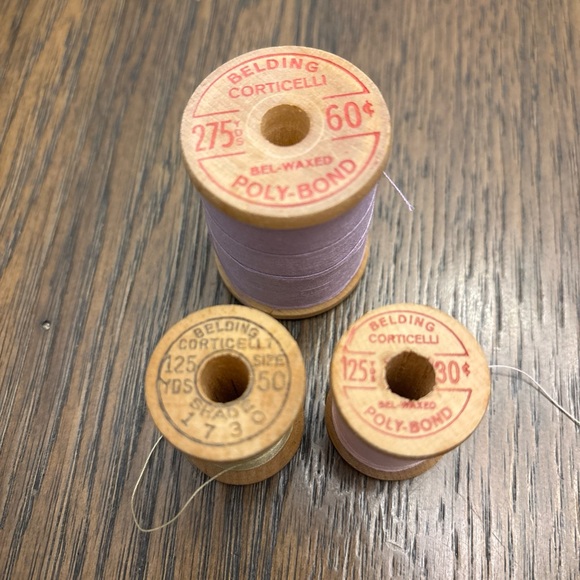 BELDING
CORTICELLI
275 YDS 60¢
BEL-WAXED
POLY-BOND
BELDING
CORTICELLI
125 SIZE
YDS 50
SHADE
1730
BELDING
CORTICELLI
125 YDS 30¢
BEL-WAXED
POLY-BOND